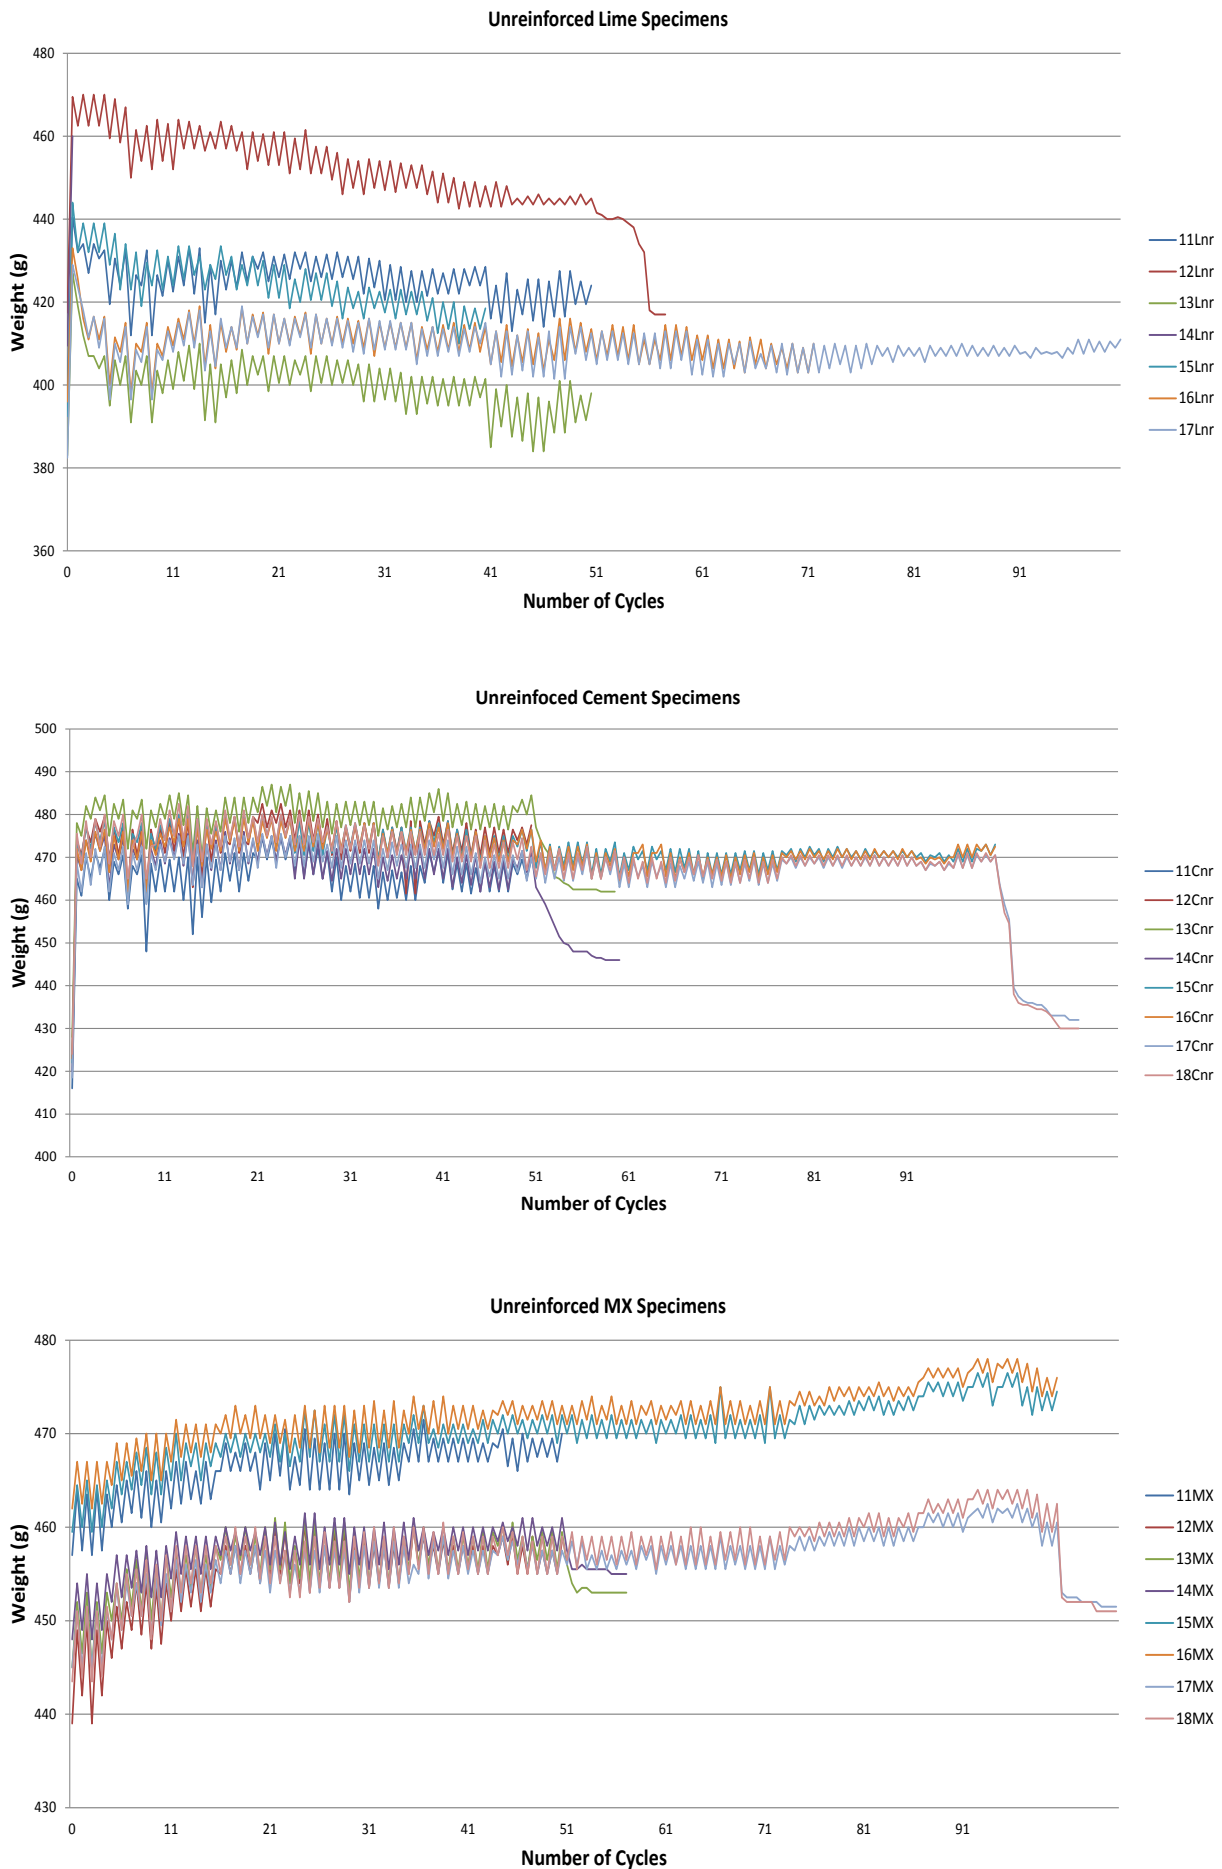 Unreinforced Lime Specimens
480
460
440
420
400
380
360
Weight (g)
0 11 21 31 41 51 61 71 81 91
Number of Cycles
11Lnr
12Lnr
13Lnr
14Lnr
15Lnr
16Lnr
17Lnr
Unreinfoced Cement Specimens
500
490
480
470
460
450
440
430
420
410
400
Weight (g)
0 11 21 31 41 51 61 71 81 91
Number of Cycles
11Cnr
12Cnr
13Cnr
14Cnr
15Cnr
16Cnr
17Cnr
18Cnr
Unreinforced MX Specimens
480
470
460
450
440
430
Weight (g)
0 11 21 31 41 51 61 71 81 91
Number of Cycles
11MX
12MX
13MX
14MX
15MX
16MX
17MX
18MX